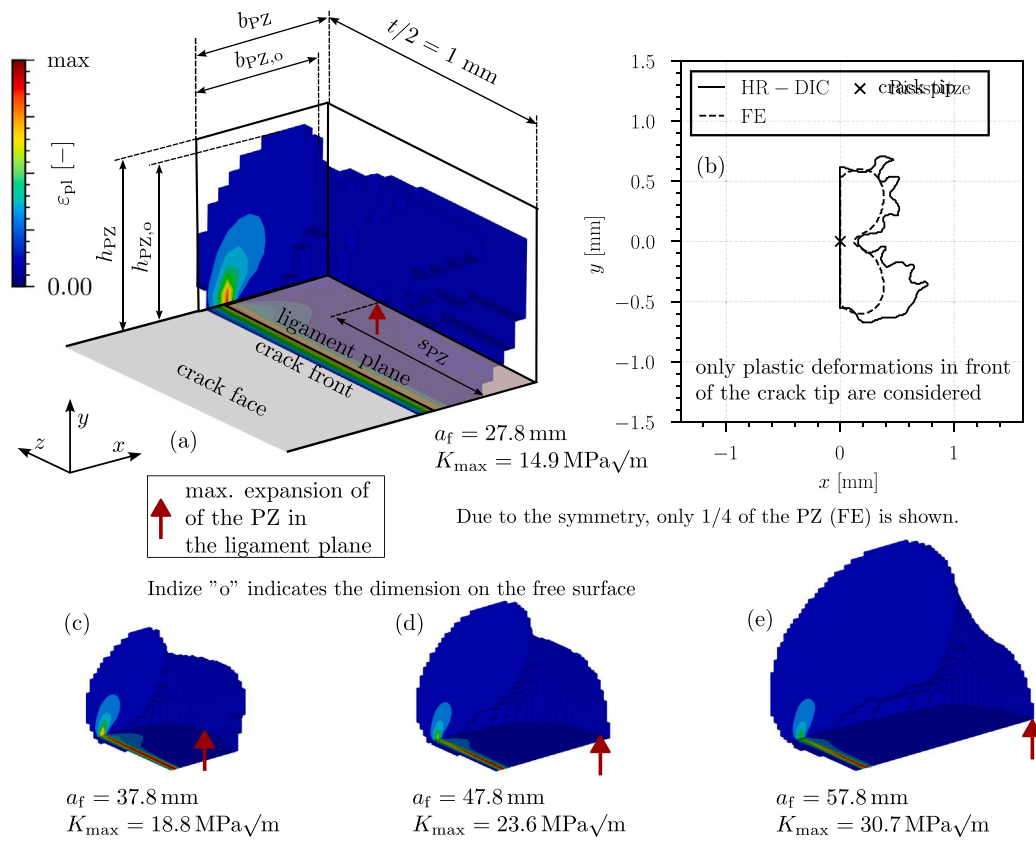 max
ε_pl [−]
0.00
b_PZ
b_PZ,o
t/2 = 1 mm
h_PZ
h_PZ,o
s_PZ
ligament plane
crack front
crack face
y
z
x
(a)
a_f = 27.8 mm
K_max = 14.9 MPa√m
max. expansion of
of the PZ in
the ligament plane
1.5
1.0
0.5
0.0
−0.5
−1.0
−1.5
y [mm]
HR − DIC
crack tip
FE
(b)
only plastic deformations in front
of the crack tip are considered
−1
0
1
x [mm]
Due to the symmetry, only 1/4 of the PZ (FE) is shown.
Indize ”o” indicates the dimension on the free surface
(c)
a_f = 37.8 mm
K_max = 18.8 MPa√m
(d)
a_f = 47.8 mm
K_max = 23.6 MPa√m
(e)
a_f = 57.8 mm
K_max = 30.7 MPa√m